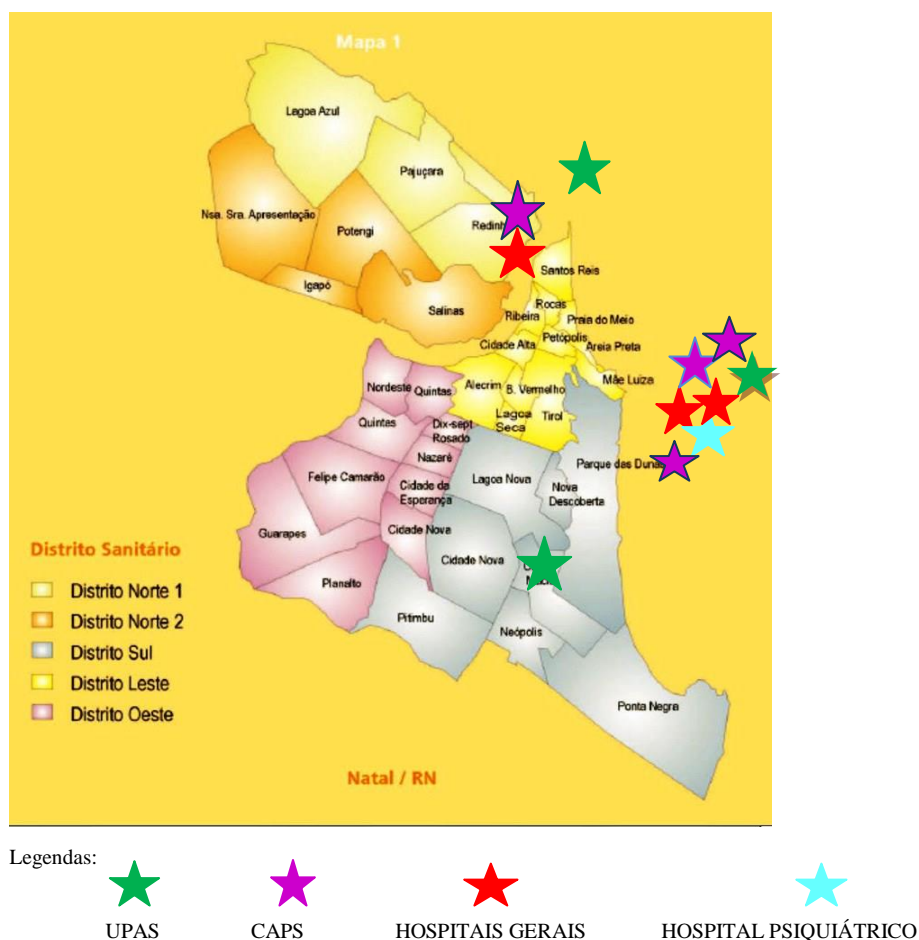 Mapa 1
Lagoa Azul
Pajuçara
Nsa. Sra. Apresentação
Potengi
Redinh
Igapó
Salinas
Santos Reis
Rocas
Ribeira
Praia do Meio
Petópolis
Cidade Alta
Areia Preta
Mãe Luiza
Nordeste
Quintas
Alecrim
B. Vermelho
Lagoa
Seca
Tirol
Quintas
Dix-sept
Rosado
Nazaré
Felipe Camarão
Cidade da
Esperança
Lagoa Nova
Parque das Dunas
Nova
Descoberta
Guarapes
Cidade Nova
Cidade Nova
Planalto
Pitimbu
Neópolis
Ponta Negra
Distrito Sanitário
Distrito Norte 1
Distrito Norte 2
Distrito Sul
Distrito Leste
Distrito Oeste
Natal / RN
Legendas:
UPAS
CAPS
HOSPITAIS GERAIS
HOSPITAL PSIQUIÁTRICO